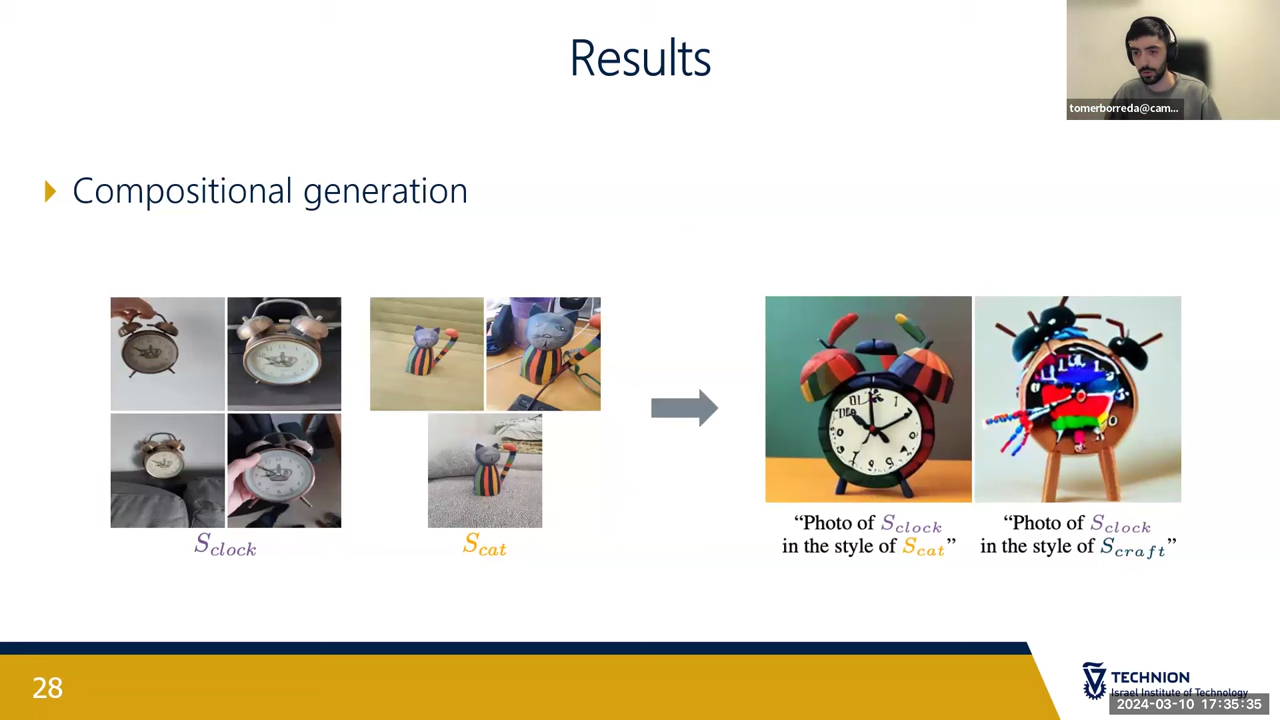 Results
tomerborreda@cam...
Compositional generation
S_clock
S_cat
“Photo of S_clock
in the style of S_cat”
“Photo of S_clock
in the style of S_craft”
28
TECHNION
Israel Institute of Technology
2024-03-10 17:35:35